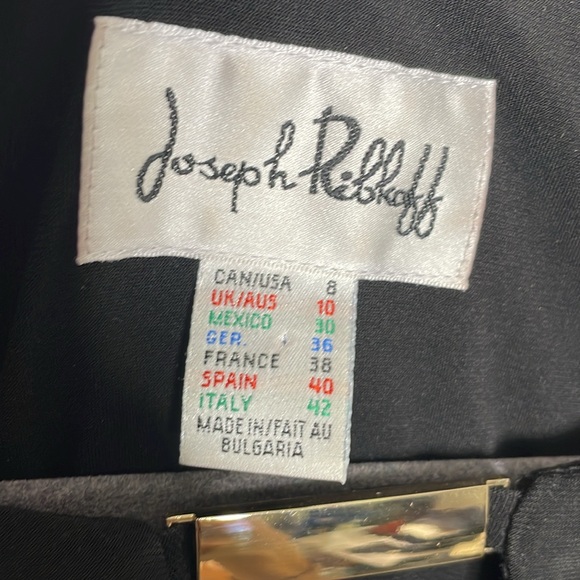 Joseph Ribkoff
CAN/USA 8
UK/AUS 10
MEXICO 30
GER. 36
FRANCE 38
SPAIN 40
ITALY 42
MADE IN/FAIT AU
BULGARIA